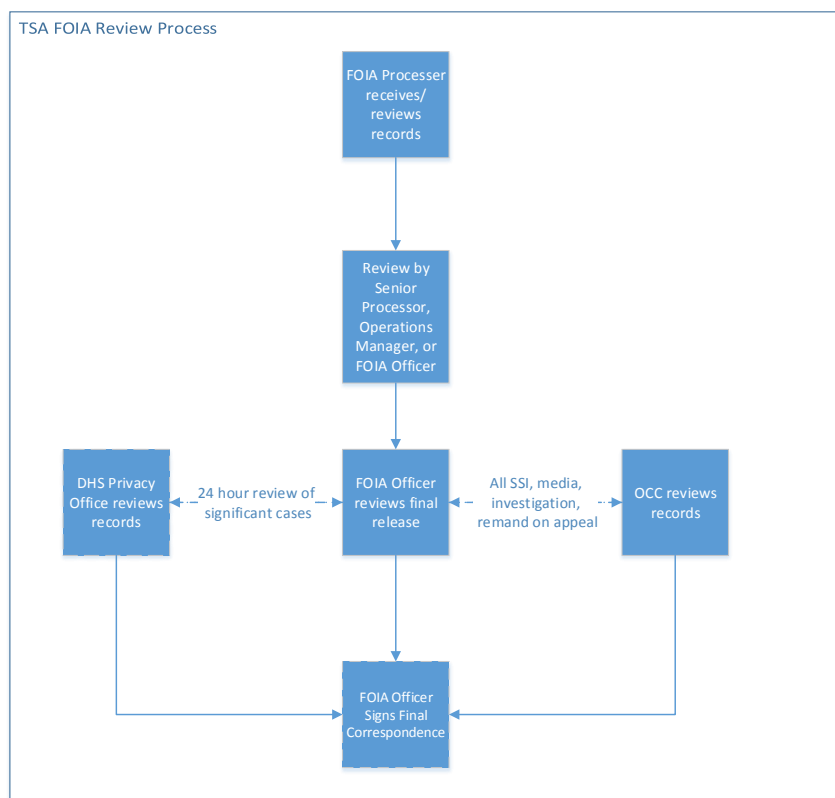 TSA FOIA Review Process
FOIA Processer
receives/
reviews
records
Review by
Senior
Processor,
Operations
Manager, or
FOIA Officer
DHS Privacy
Office reviews
records
24 hour review of
significant cases
FOIA Officer
reviews final
release
All SSI, media,
investigation,
remand on appeal
OCC reviews
records
FOIA Officer
Signs Final
Correspondence